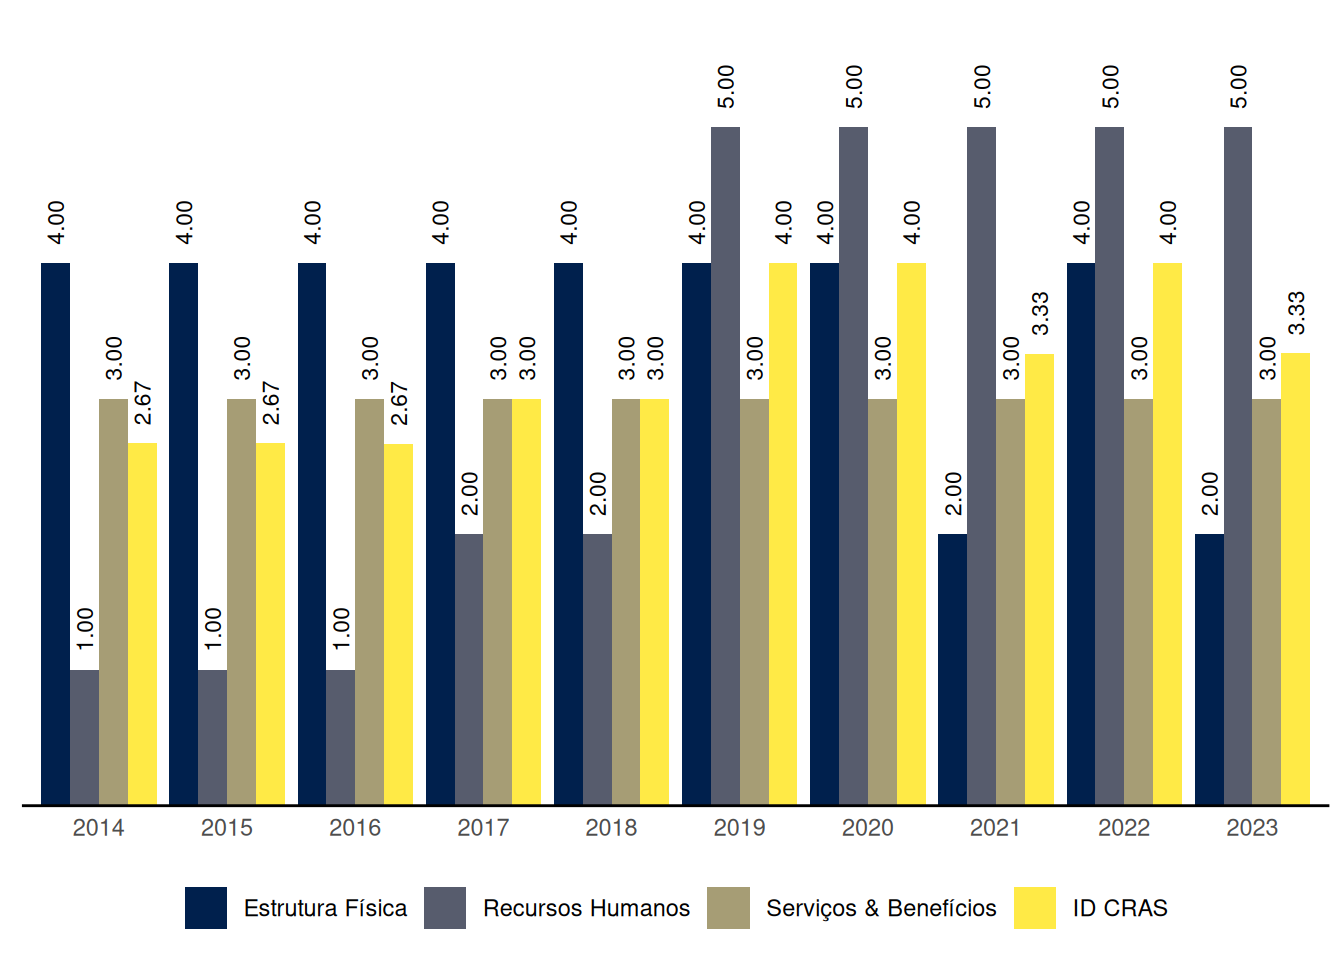 5.00 5.00 5.00 5.00 5.00
4.00 4.00 4.00 4.00 4.00 4.00 4.00 4.00 4.00 4.00 4.00
3.33 3.33
3.00 3.00 3.00 3.00 3.00 3.00 3.00 3.00 3.00 3.00 3.00 3.00
2.67 2.67 2.67
2.00 2.00 2.00 2.00
1.00 1.00 1.00
2014 2015 2016 2017 2018 2019 2020 2021 2022 2023
Estrutura Física Recursos Humanos Serviços & Benefícios ID CRAS